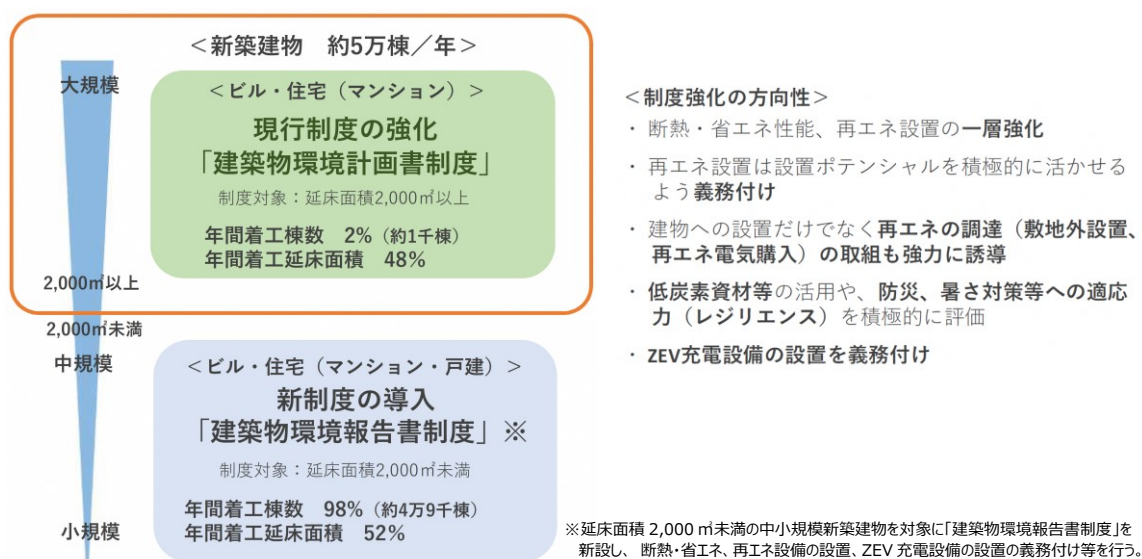 ＜新築建物　約5万棟／年＞
大規模
＜ビル・住宅（マンション）＞
現行制度の強化
「建築物環境計画書制度」
制度対象：延床面積2,000㎡以上
年間着工棟数　2%（約1千棟）
年間着工延床面積　48%
2,000㎡以上
2,000㎡未満
中規模
＜ビル・住宅（マンション・戸建）＞
新制度の導入
「建築物環境報告書制度」※
制度対象：延床面積2,000㎡未満
年間着工棟数　98%（約4万9千棟）
年間着工延床面積　52%
小規模
＜制度強化の方向性＞
・ 断熱・省エネ性能、再エネ設置の一層強化
・ 再エネ設置は設置ポテンシャルを積極的に活かせる
よう義務付け
・ 建物への設置だけでなく再エネの調達（敷地外設置、
再エネ電気購入）の取組も強力に誘導
・ 低炭素資材等の活用や、防災、暑さ対策等への適応
力（レジリエンス）を積極的に評価
・ ZEV充電設備の設置を義務付け
※延床面積 2,000 ㎡未満の中小規模新築建物を対象に「建築物環境報告書制度」を
新設し、 断熱・省エネ、再エネ設備の設置、ZEV 充電設備の設置の義務付け等を行う。